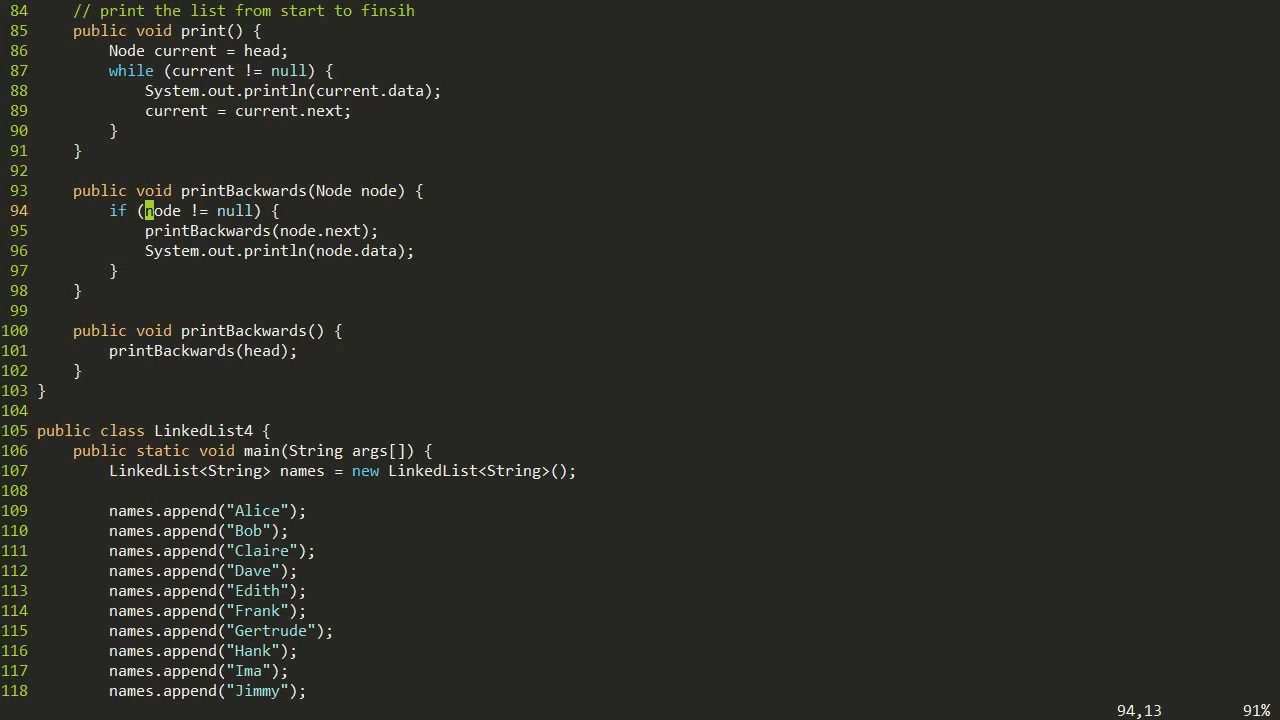 84     // print the list from start to finsih
85     public void print() {
86         Node current = head;
87         while (current != null) {
88             System.out.println(current.data);
89             current = current.next;
90         }
91     }
92
93     public void printBackwards(Node node) {
94         if (node != null) {
95             printBackwards(node.next);
96             System.out.println(node.data);
97         }
98     }
99
100     public void printBackwards() {
101         printBackwards(head);
102     }
103 }
104
105 public class LinkedList4 {
106     public static void main(String args[]) {
107         LinkedList<String> names = new LinkedList<String>();
108
109         names.append("Alice");
110         names.append("Bob");
111         names.append("Claire");
112         names.append("Dave");
113         names.append("Edith");
114         names.append("Frank");
115         names.append("Gertrude");
116         names.append("Hank");
117         names.append("Ima");
118         names.append("Jimmy");
94,13 91%